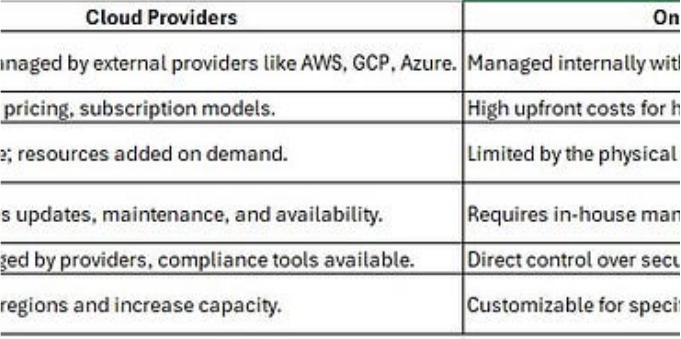 Cloud Providers On
anaged by external providers like AWS, GCP, Azure. Managed internally wit
pricing, subscription models. High upfront costs for h
e; resources added on demand. Limited by the physical
s updates, maintenance, and availability. Requires in-house man
ged by providers, compliance tools available. Direct control over secu
regions and increase capacity. Customizable for specif